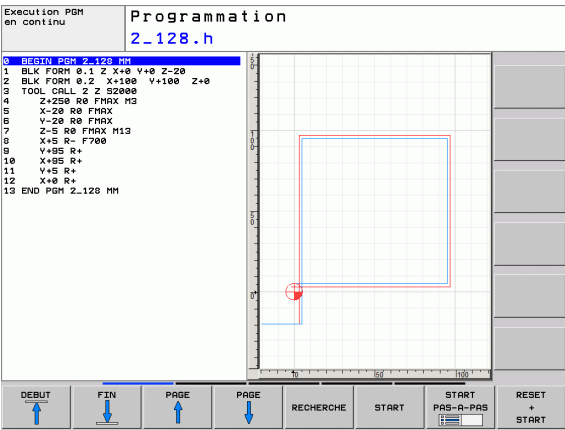 Execution PGM
en continu
Programmation
2_128.h
0 BEGIN PGM 2_128 MM
1 BLK FORM 0.1 Z X+0 Y+0 Z-20
2 BLK FORM 0.2 X+100 Y+100 Z+0
3 TOOL CALL 2 Z S2000
4 Z+250 R0 FMAX M3
5 X-20 R0 FMAX
6 Y-20 R0 FMAX
7 Z-5 R0 FMAX M13
8 X+5 R- F700
9 Y+95 R+
10 X+95 R+
11 Y+5 R+
12 X+0 R+
13 END PGM 2_128 MM
0
50
100
DEBUT
FIN
PAGE
PAGE
RECHERCHE
START
START
PAS-A-PAS
RESET
+
START